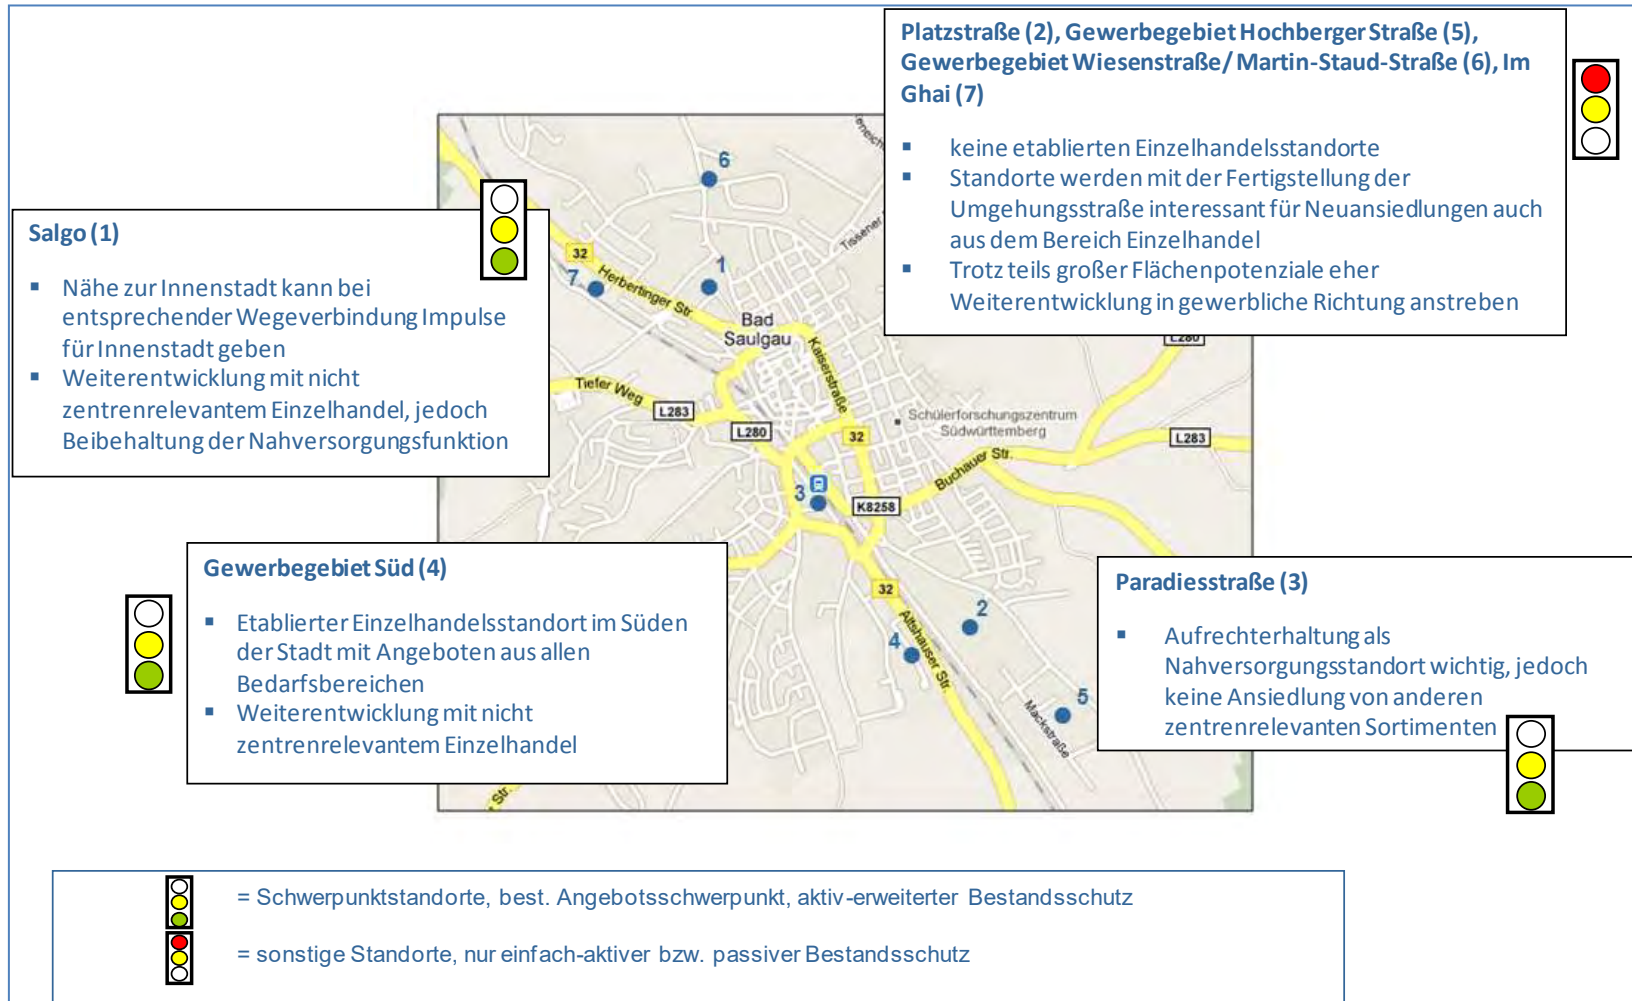 Platzstraße (2), Gewerbegebiet Hochberger Straße (5),
Gewerbegebiet Wiesenstraße/ Martin-Staud-Straße (6), Im
Ghai (7)
▪ keine etablierten Einzelhandelsstandorte
▪ Standorte werden mit der Fertigstellung der
Umgehungsstraße interessant für Neuansiedlungen auch
aus dem Bereich Einzelhandel
▪ Trotz teils großer Flächenpotenziale eher
Weiterentwicklung in gewerbliche Richtung anstreben
Salgo (1)
▪ Nähe zur Innenstadt kann bei
entsprechender Wegeverbindung Impulse
für Innenstadt geben
▪ Weiterentwicklung mit nicht
zentrenrelevantem Einzelhandel, jedoch
Beibehaltung der Nahversorgungsfunktion
6
Tissener
32
7
Herbertinger Str.
1
Bad
Saulgau
Kaiserstraße
L280
Tiefer Weg
L283
L280
Schülerforschungszentrum
Südwürttemberg
32
L283
Buchauer Str.
3
K8258
32
Altshauser Str.
2
4
5
Mackstraße
Str.
Gewerbegebiet Süd (4)
▪ Etablierter Einzelhandelsstandort im Süden
der Stadt mit Angeboten aus allen
Bedarfsbereichen
▪ Weiterentwicklung mit nicht
zentrenrelevantem Einzelhandel
Paradiesstraße (3)
▪ Aufrechterhaltung als
Nahversorgungsstandort wichtig, jedoch
keine Ansiedlung von anderen
zentrenrelevanten Sortimenten
= Schwerpunktstandorte, best. Angebotsschwerpunkt, aktiv-erweiterter Bestandsschutz
= sonstige Standorte, nur einfach-aktiver bzw. passiver Bestandsschutz